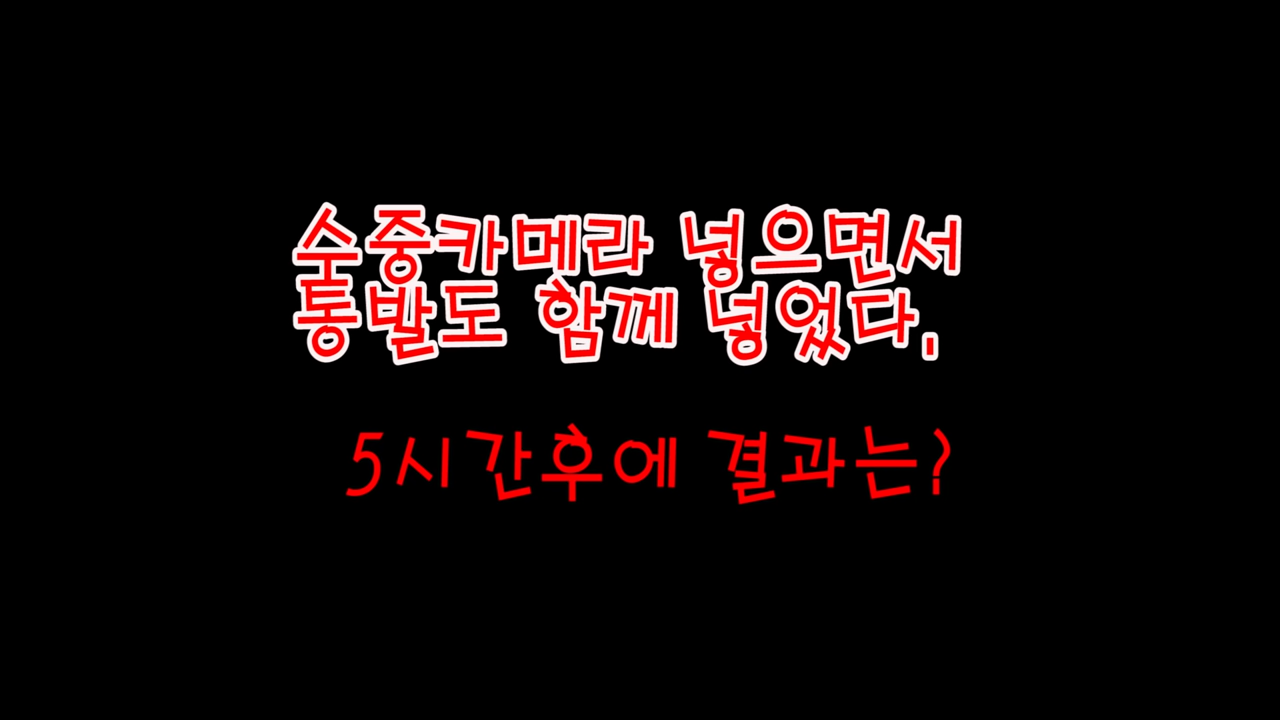 숭중카메라 넣으면서
통발도 함께 넣었다.
5시간후에 결과는?